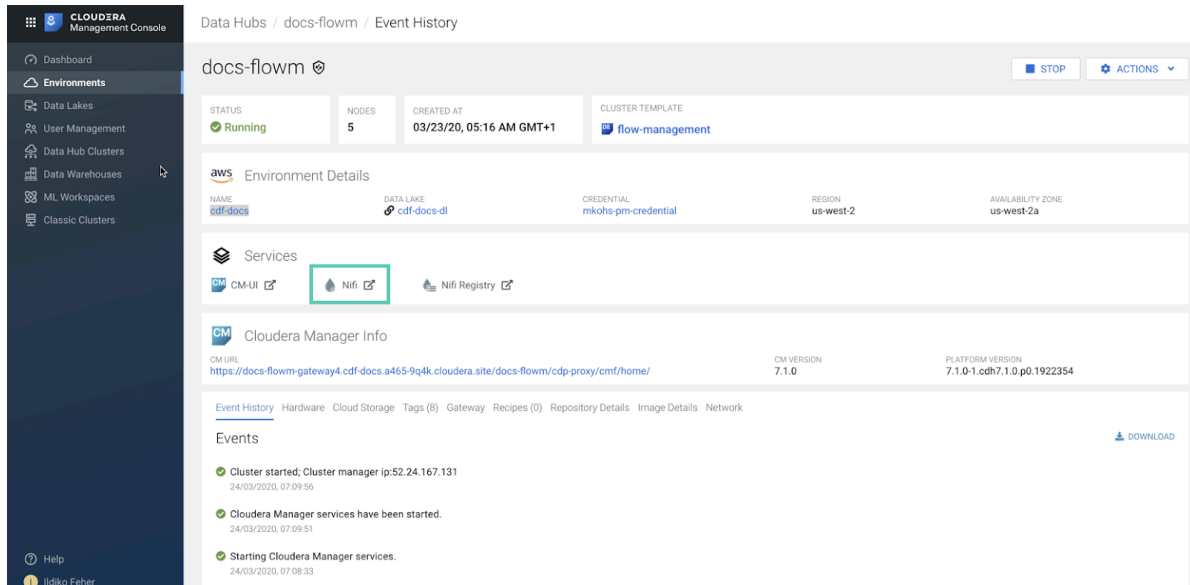 CLOUDERA
Management Console
Dashboard
Environments
Data Lakes
User Management
Data Hub Clusters
Data Warehouses
ML Workspaces
Classic Clusters
Help
Ildiko Feher
Data Hubs / docs-flowm / Event History
docs-flowm
STOP
ACTIONS
STATUS
Running
NODES
5
CREATED AT
03/23/20, 05:16 AM GMT+1
CLUSTER TEMPLATE
DE flow-management
aws Environment Details
NAME
cdf-docs
DATA LAKE
cdf-docs-dl
CREDENTIAL
mkohs-pm-credential
REGION
us-west-2
AVAILABILITY ZONE
us-west-2a
Services
CM CM-UI
Nifi
Nifi Registry
CM Cloudera Manager Info
CM URL
https://docs-flowm-gateway4.cdf-docs.a465-9q4k.cloudera.site/docs-flowm/cdp-proxy/cmf/home/
CM VERSION
7.1.0
PLATFORM VERSION
7.1.0-1.cdh7.1.0.p0.1922354
Event History Hardware Cloud Storage Tags (8) Gateway Recipes (0) Repository Details Image Details Network
Events
DOWNLOAD
Cluster started; Cluster manager ip:52.24.167.131
24/03/2020, 07:09:56
Cloudera Manager services have been started.
24/03/2020, 07:09:51
Starting Cloudera Manager services.
24/03/2020, 07:08:33